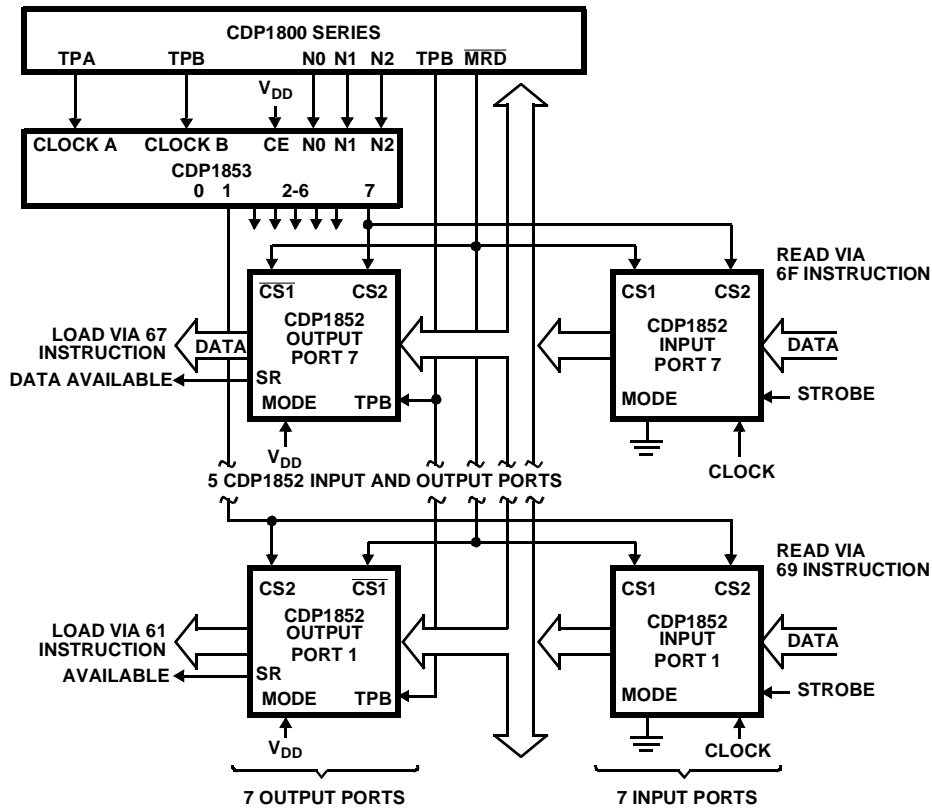 CDP1800 SERIES
TPA TPB N0 N1 N2 TPB MRD
VDD
CLOCK A CLOCK B CE N0 N1 N2
CDP1853
0 1 2-6 7
CS1 CS2
CDP1852
OUTPUT
PORT 7
SR
MODE TPB
VDD
LOAD VIA 67
INSTRUCTION
DATA
DATA AVAILABLE
READ VIA
6F INSTRUCTION
CS1 CS2
CDP1852
INPUT
PORT 7
MODE
DATA
STROBE
CLOCK
5 CDP1852 INPUT AND OUTPUT PORTS
CS2 CS1
CDP1852
OUTPUT
PORT 1
SR
MODE TPB
VDD
LOAD VIA 61
INSTRUCTION
AVAILABLE
READ VIA
69 INSTRUCTION
CS1 CS2
CDP1852
INPUT
PORT 1
MODE
DATA
STROBE
CLOCK
7 OUTPUT PORTS
7 INPUT PORTS